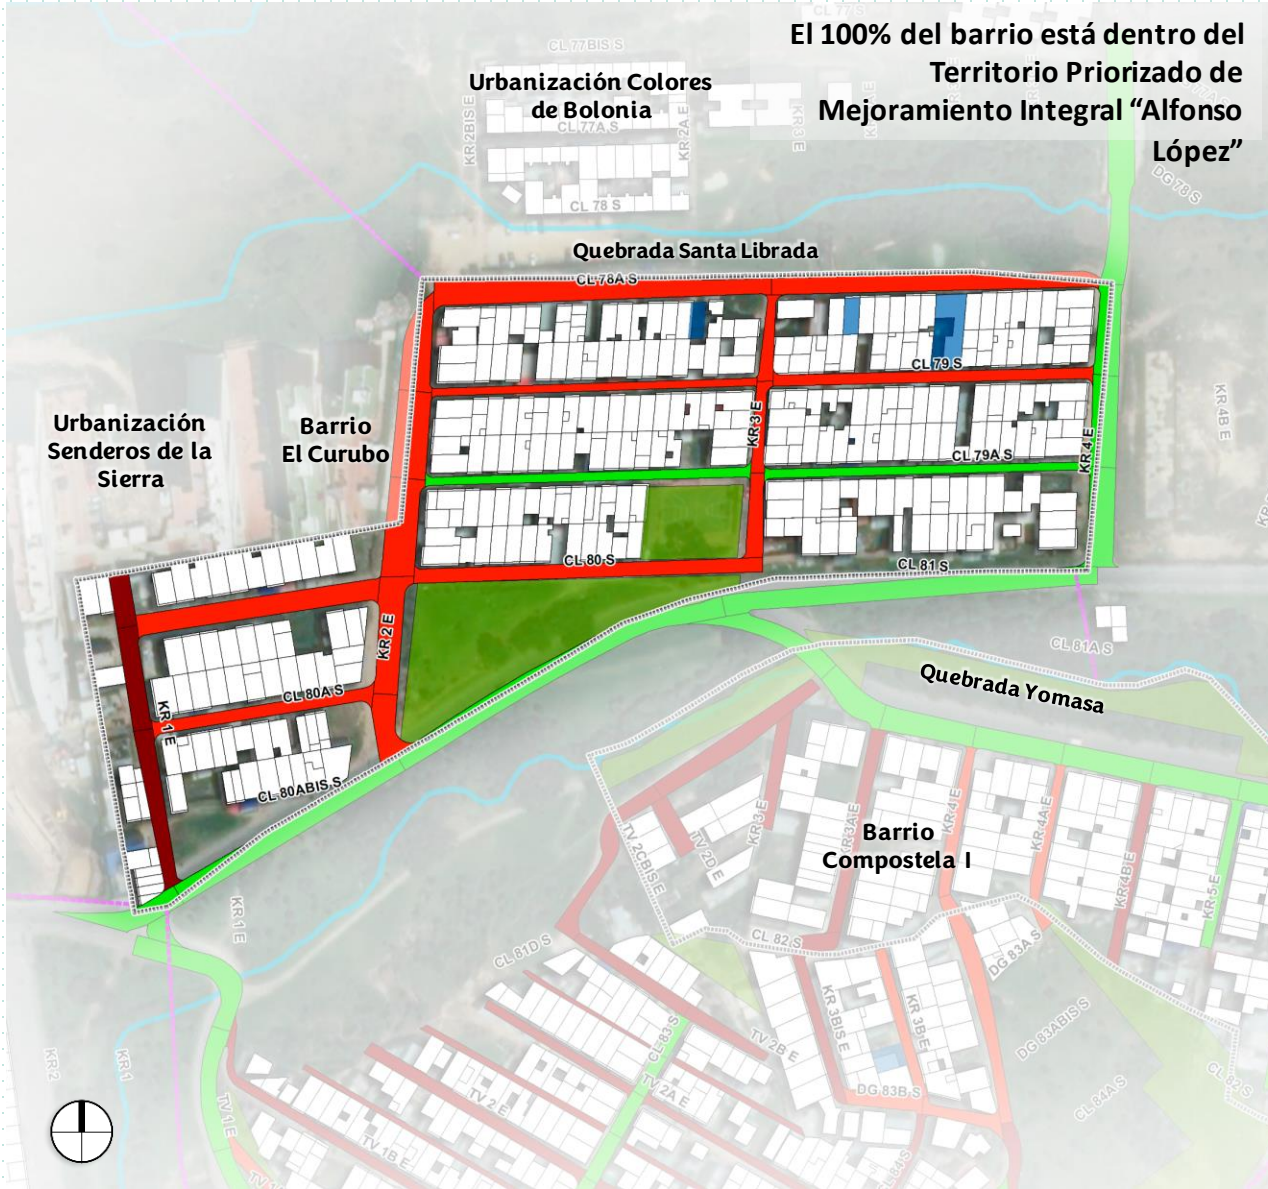 El 100% del barrio está dentro del
Territorio Priorizado de
Mejoramiento Integral “Alfonso
López”
CL 77 S
CL 77BIS S
Urbanización Colores
de Bolonia
KR 2BIS E
CL 77A S
KR 2A E
KR 3 E
CL 78 S
DG 78 S
Quebrada Santa Librada
CL 78A S
CL 79 S
Urbanización
Senderos de la
Sierra
Barrio
El Curubo
KR 3 E
KR 4 E
KR 4B E
CL 79A S
CL 80 S
CL 81 S
KR 2 E
CL 81A S
Quebrada Yomasa
CL 80A S
KR 1 E
CL 80ABIS S
KR 3 E
KR 3AE
KR 4 E
KR 4A E
Barrio
Compostela I
TV 2CBIS E
TV 2D E
KR 4B E
KR 5 E
KR 1 E
CL 81D S
CL 82 S
DG 83A S
KR 3BIS E
KR 3B E
DG 83ABIS S
TV 2B E
CL 83 S
KR 2
KR 1
CL 82 S
TV 2 E
TV 2A E
DG 83B S
CL 84A S
TV 1 E
TV 1B E
CL 84 S